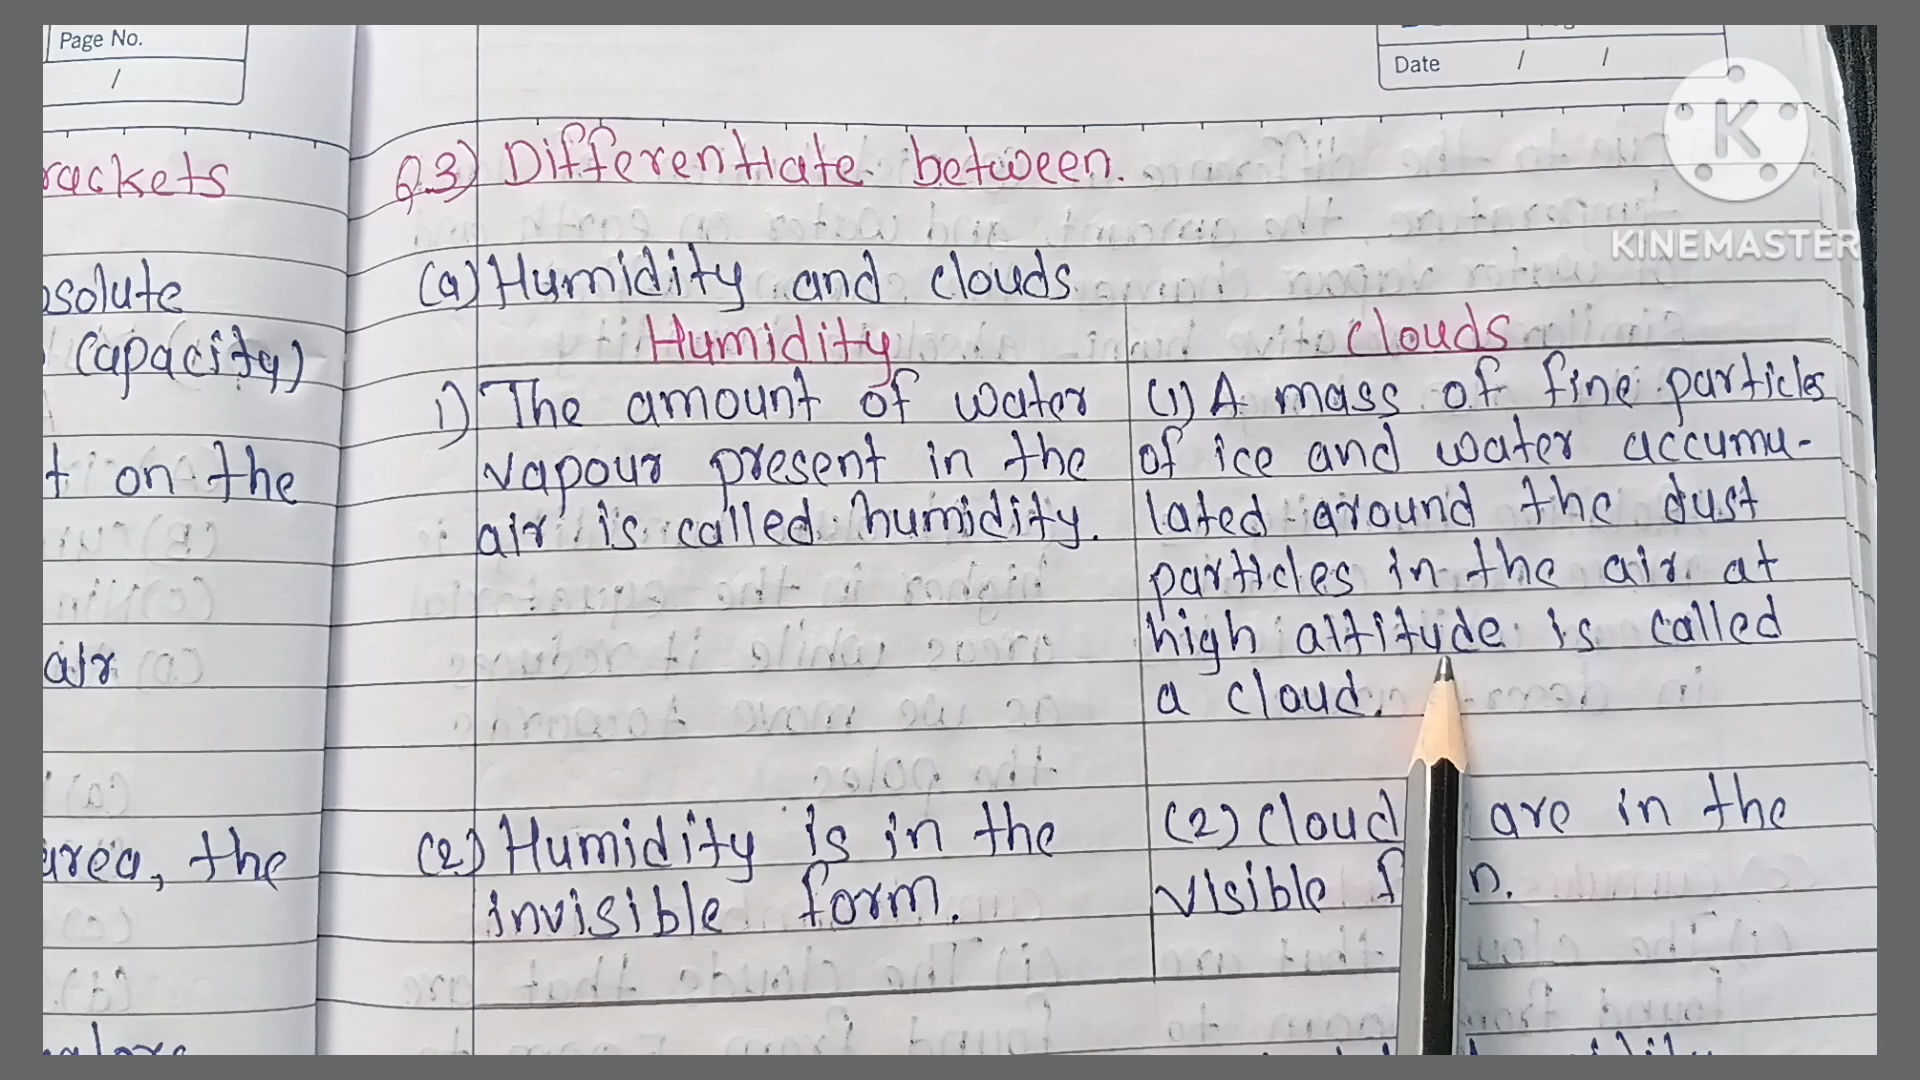 Page No.
/
Date / /
K
KINEMASTER
rackets
solute
(apacity)
t on the
air
area, the
Q.3) Differentiate between.
(a) Humidity and clouds.
Humidity
clouds
1) The amount of water
vapour present in the
air is called humidity.
(1) A mass of fine particles
of ice and water accumu-
lated around the dust
particles in the air at
high altitude is called
a cloud.
(2) Humidity is in the
invisible form.
(2) Cloud are in the
visible f